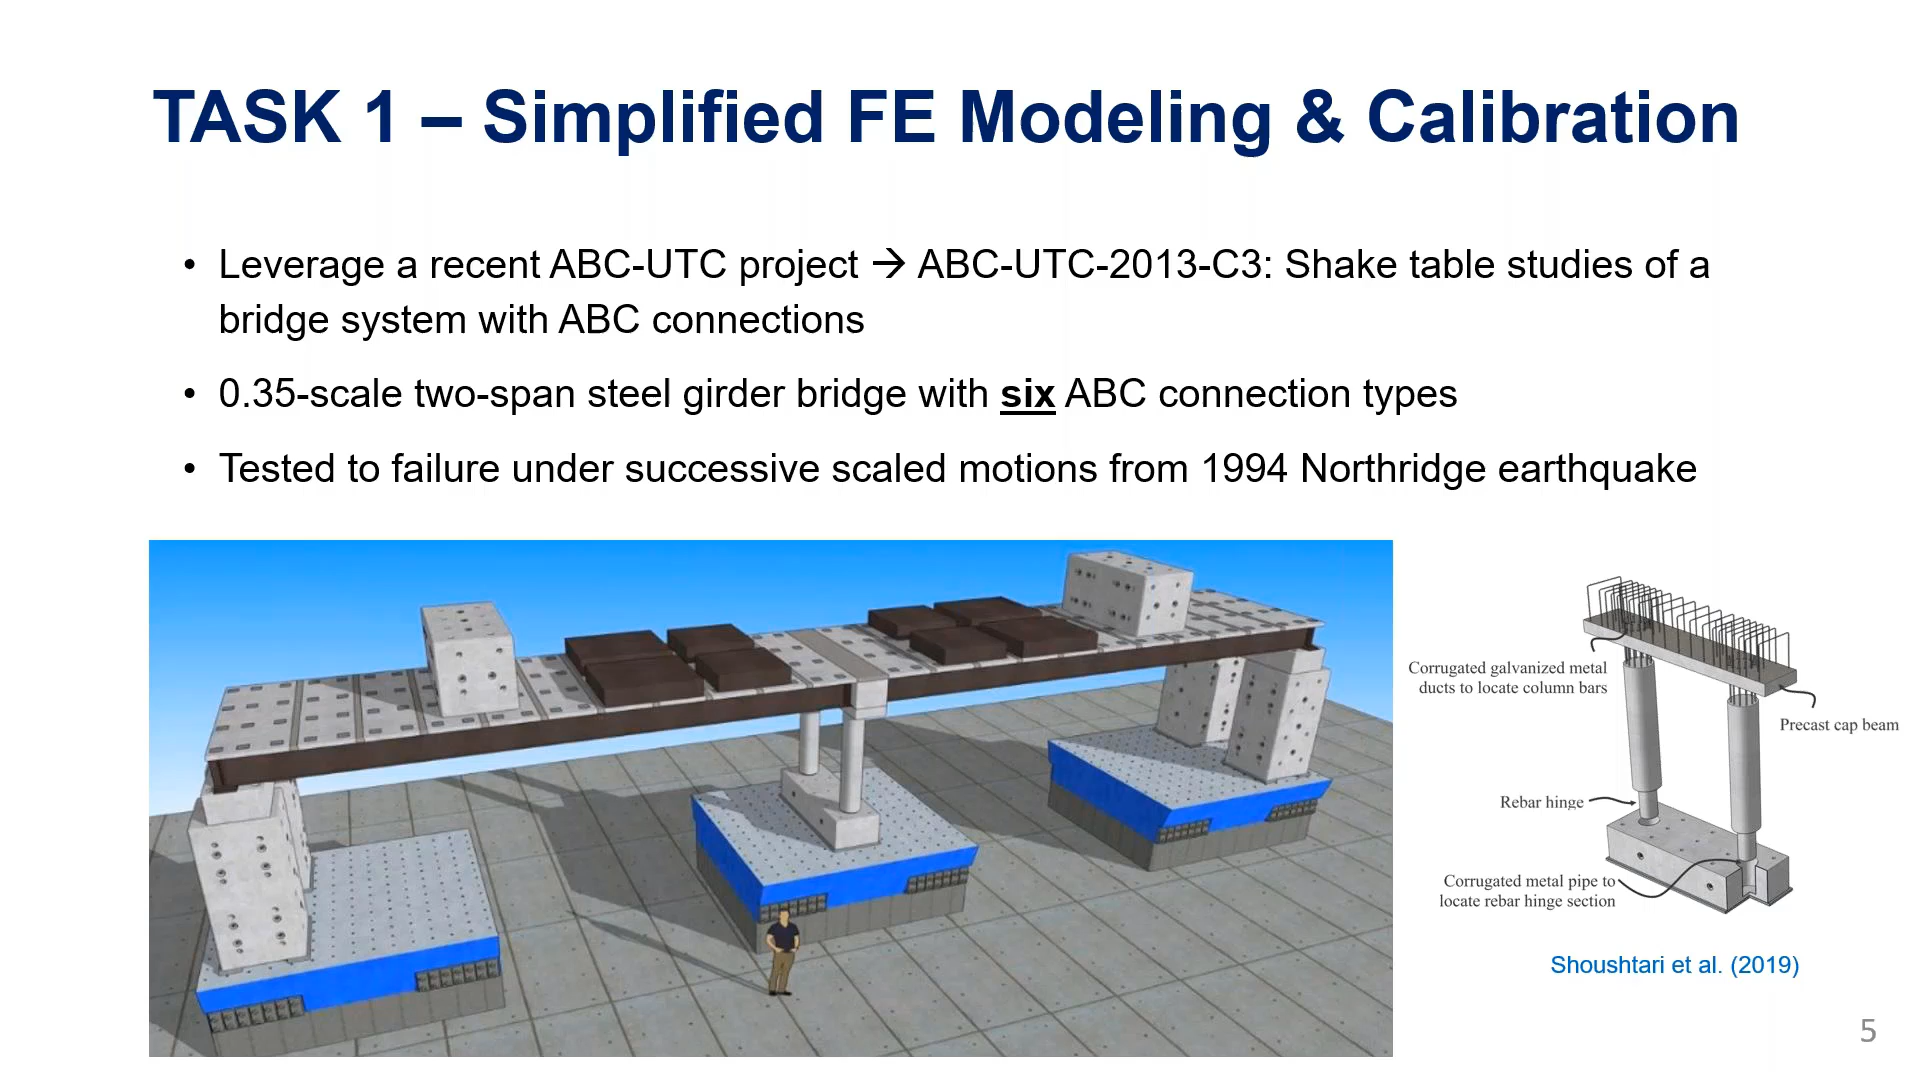 TASK 1 – Simplified FE Modeling & Calibration
• Leverage a recent ABC-UTC project → ABC-UTC-2013-C3: Shake table studies of a
bridge system with ABC connections
• 0.35-scale two-span steel girder bridge with six ABC connection types
• Tested to failure under successive scaled motions from 1994 Northridge earthquake
Corrugated galvanized metal
ducts to locate column bars
Precast cap beam
Rebar hinge
Corrugated metal pipe to
locate rebar hinge section
Shoushtari et al. (2019)
5